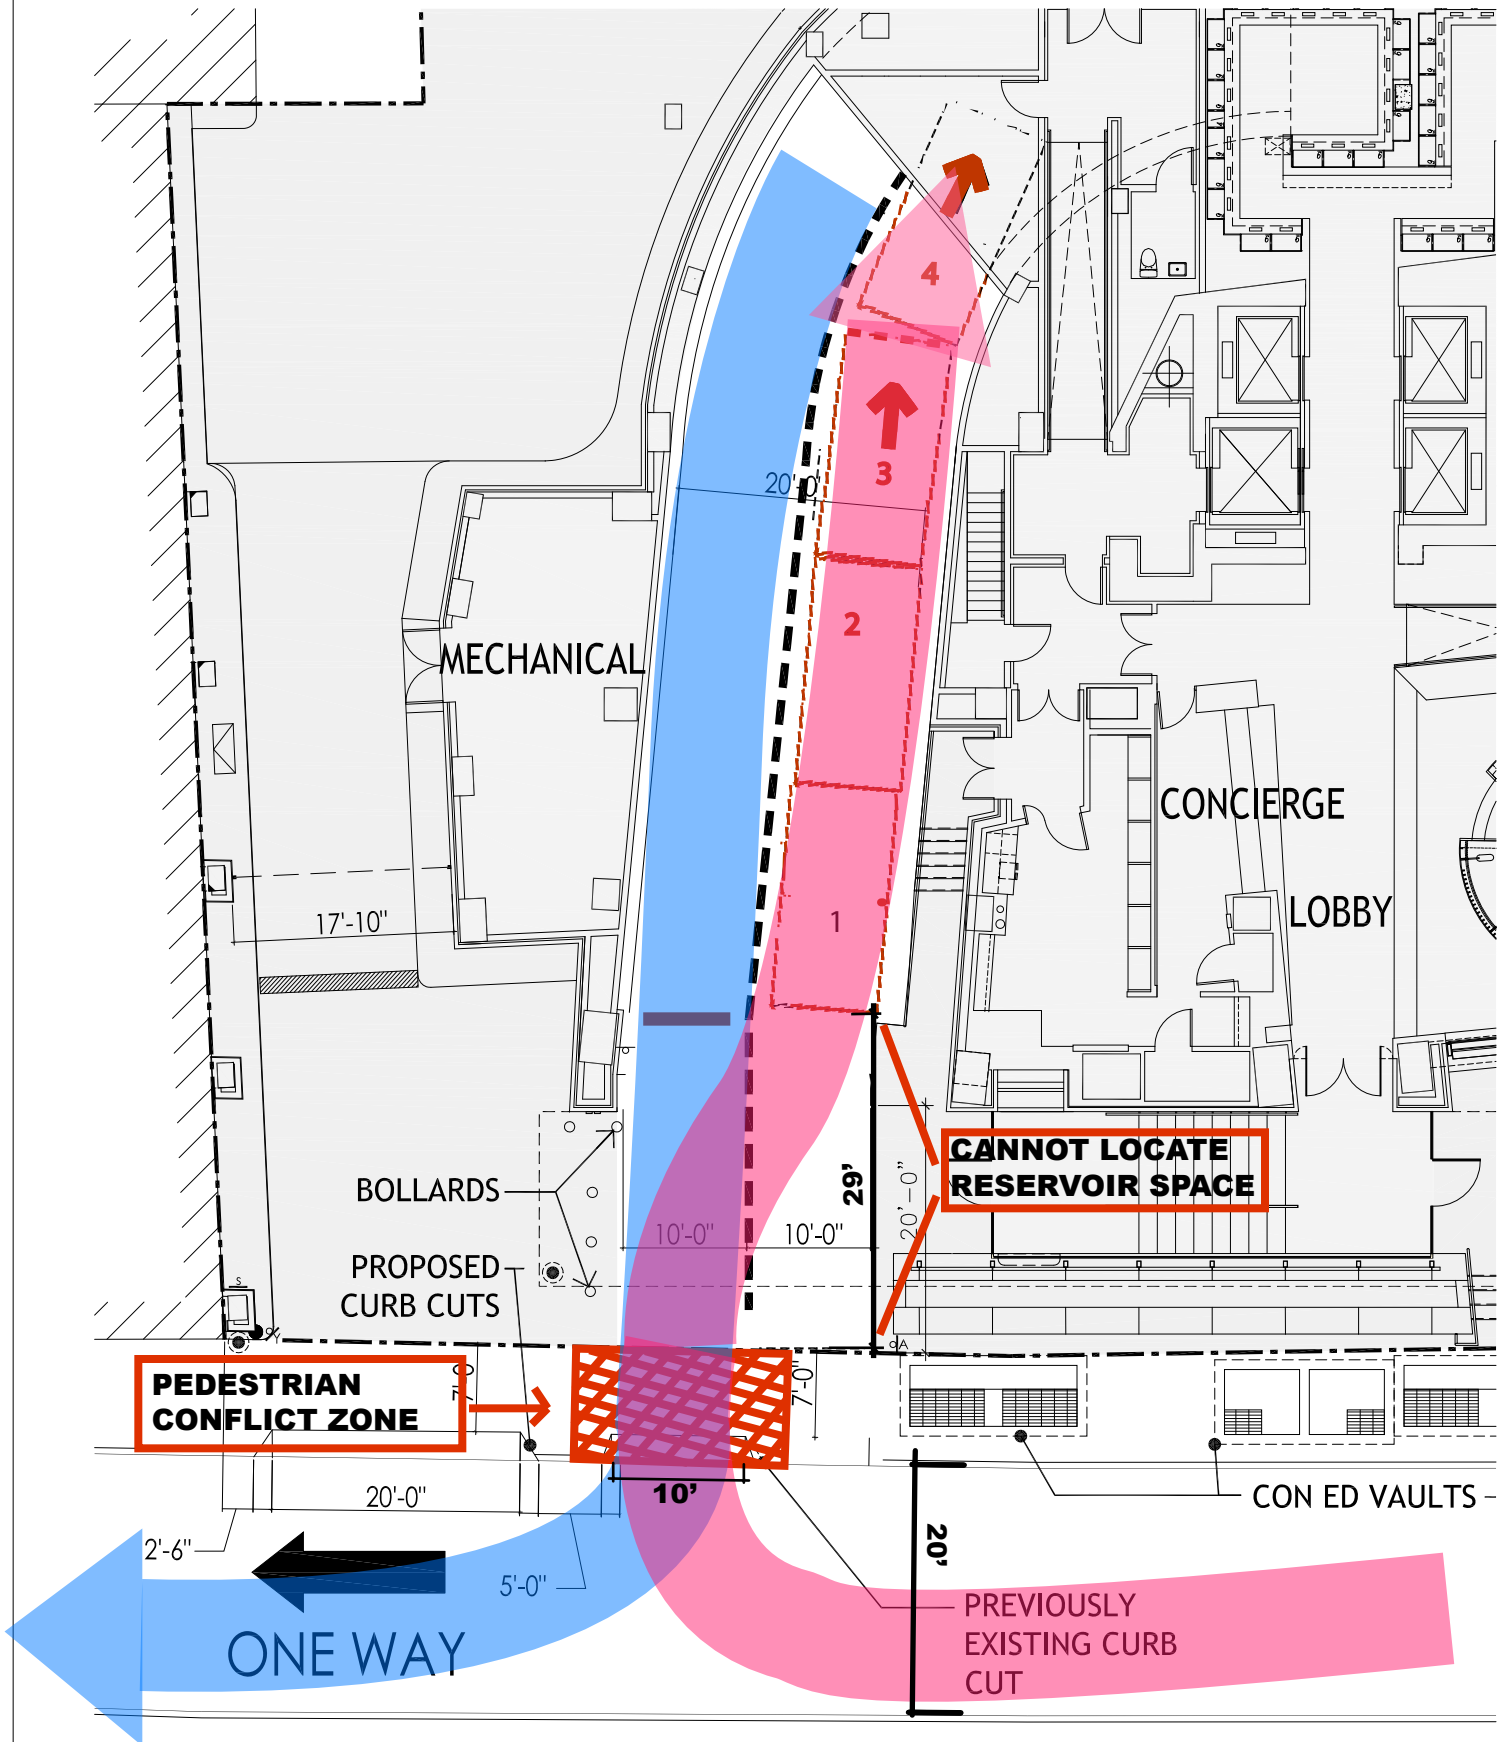 4
3
20'-0"
2
MECHANICAL
CONCIERGE
1
LOBBY
17'-10"
CANNOT LOCATE
RESERVOIR SPACE
29'
20'-0"
BOLLARDS
10'-0"
10'-0"
PROPOSED
CURB CUTS
S
A
PEDESTRIAN
CONFLICT ZONE
7'-0"
10'
20'-0"
CON ED VAULTS
2'-6"
5'-0"
20'
PREVIOUSLY
EXISTING CURB
CUT
ONE WAY